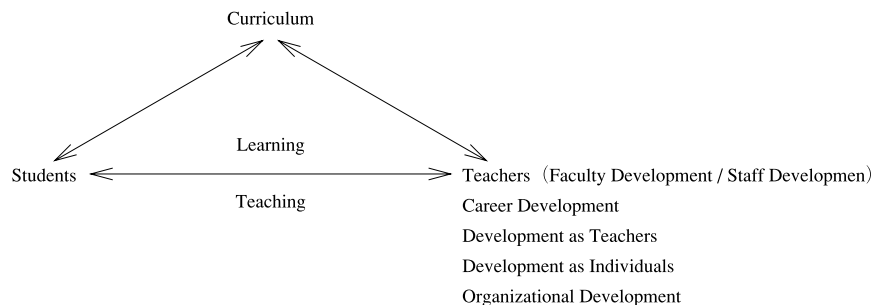 Curriculum
Learning
Students
Teachers（Faculty Development / Staff Developmen）
Teaching
Career Development
Development as Teachers
Development as Individuals
Organizational Development